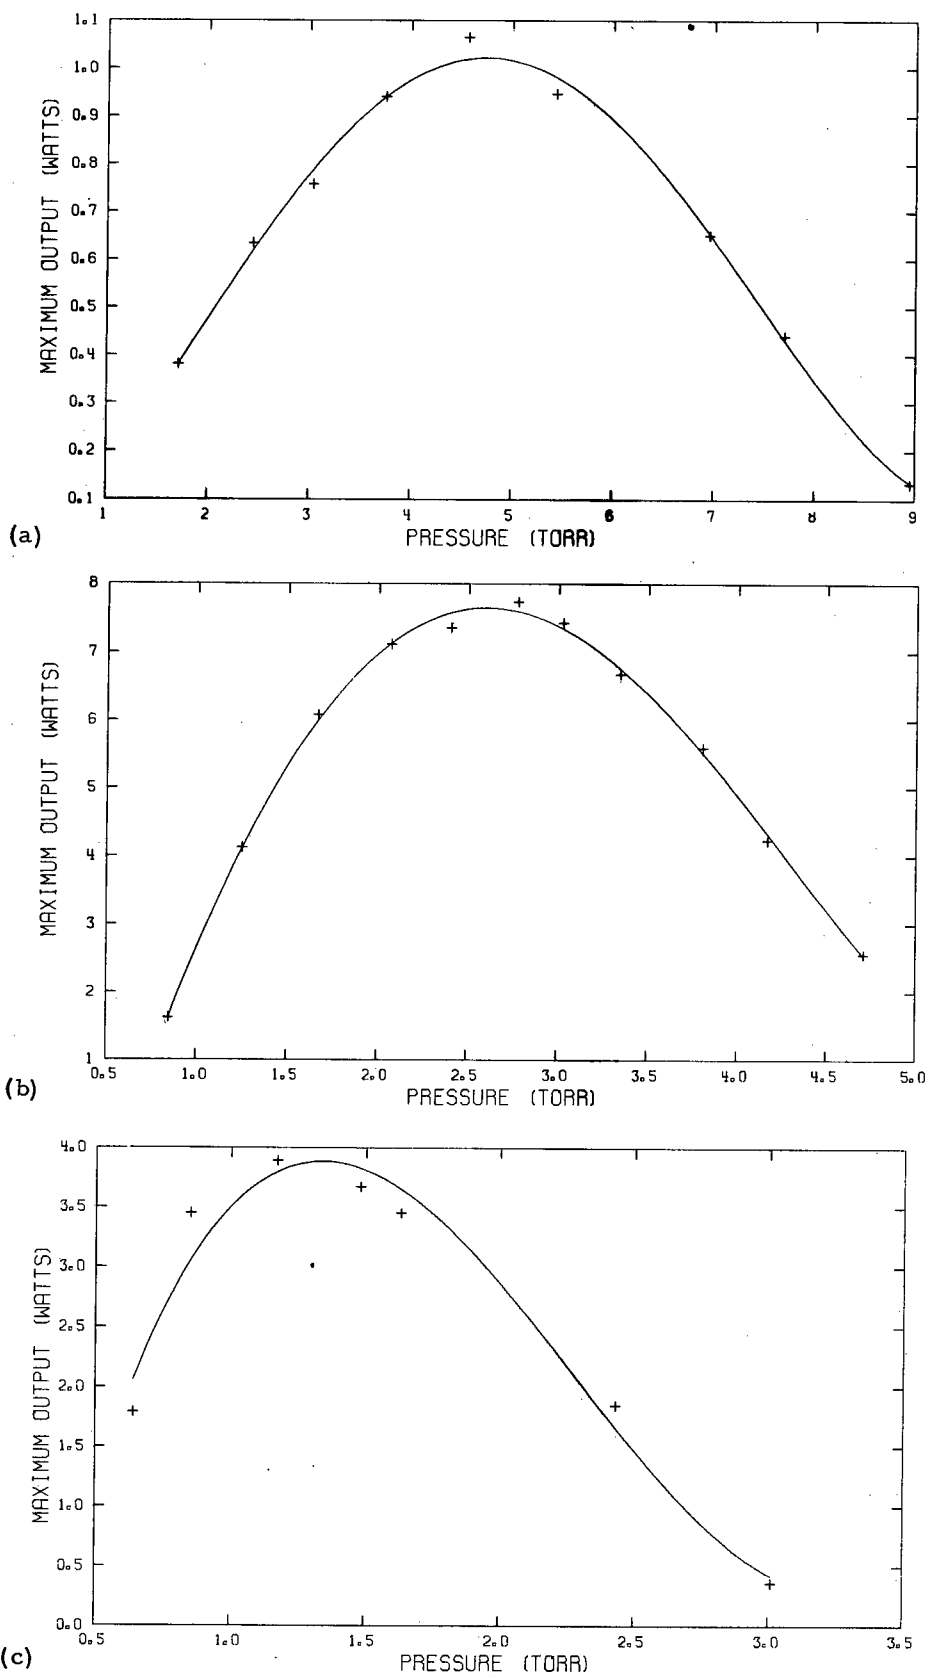 1.1
1.0
0.9
0.8
0.7
0.6
0.5
0.4
0.3
0.2
0.1
MAXIMUM OUTPUT (WATTS)
1 2 3 4 5 6 7 8 9
PRESSURE (TORR)
(a)
8
7
6
5
4
3
2
1
MAXIMUM OUTPUT (WATTS)
0.5 1.0 1.5 2.0 2.5 3.0 3.5 4.0 4.5 5.0
PRESSURE (TORR)
(b)
4.0
3.5
3.0
2.5
2.0
1.5
1.0
0.5
0.0
MAXIMUM OUTPUT (WATTS)
0.5 1.0 1.5 2.0 2.5 3.0 3.5
PRESSURE (TORR)
(c)